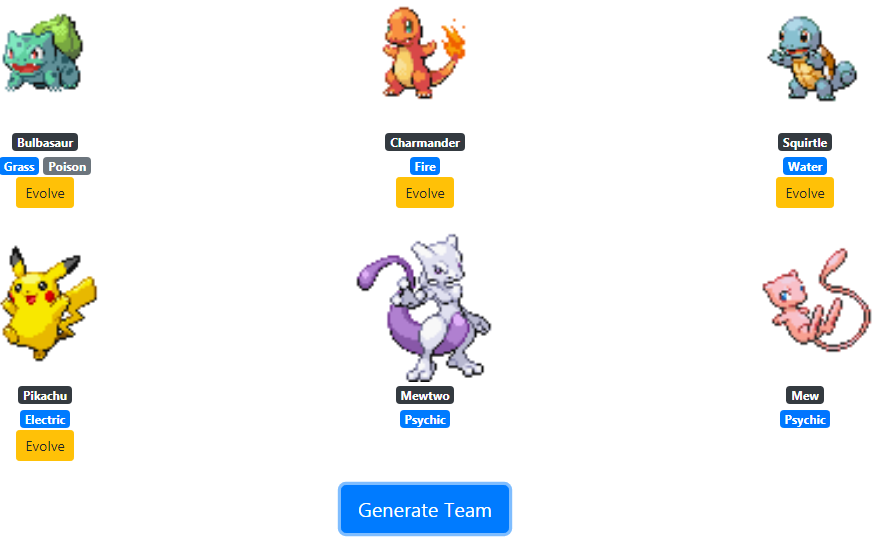 Bulbasaur Charmander Squirtle
Grass Poison Fire Water
Evolve Evolve Evolve
Pikachu Mewtwo Mew
Electric Psychic Psychic
Evolve
Generate Team